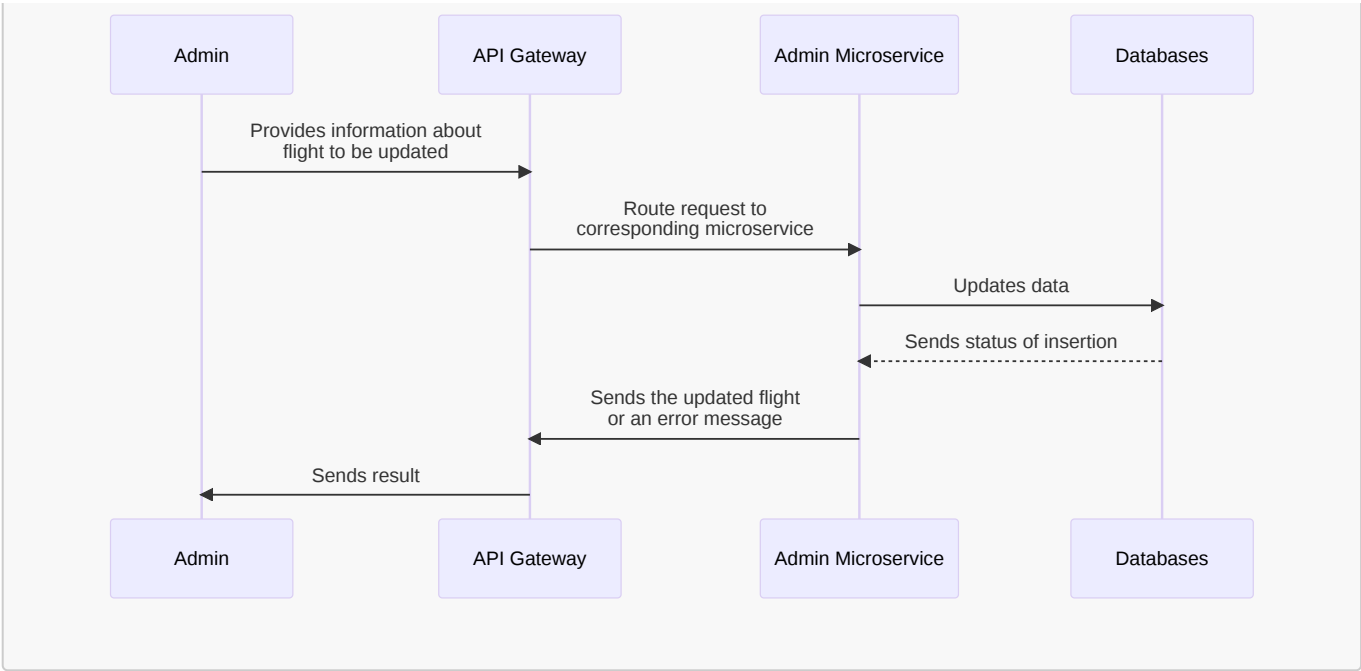 Admin
API Gateway
Admin Microservice
Databases
Provides information about
flight to be updated
Route request to
corresponding microservice
Updates data
Sends status of insertion
Sends the updated flight
or an error message
Sends result
Admin
API Gateway
Admin Microservice
Databases